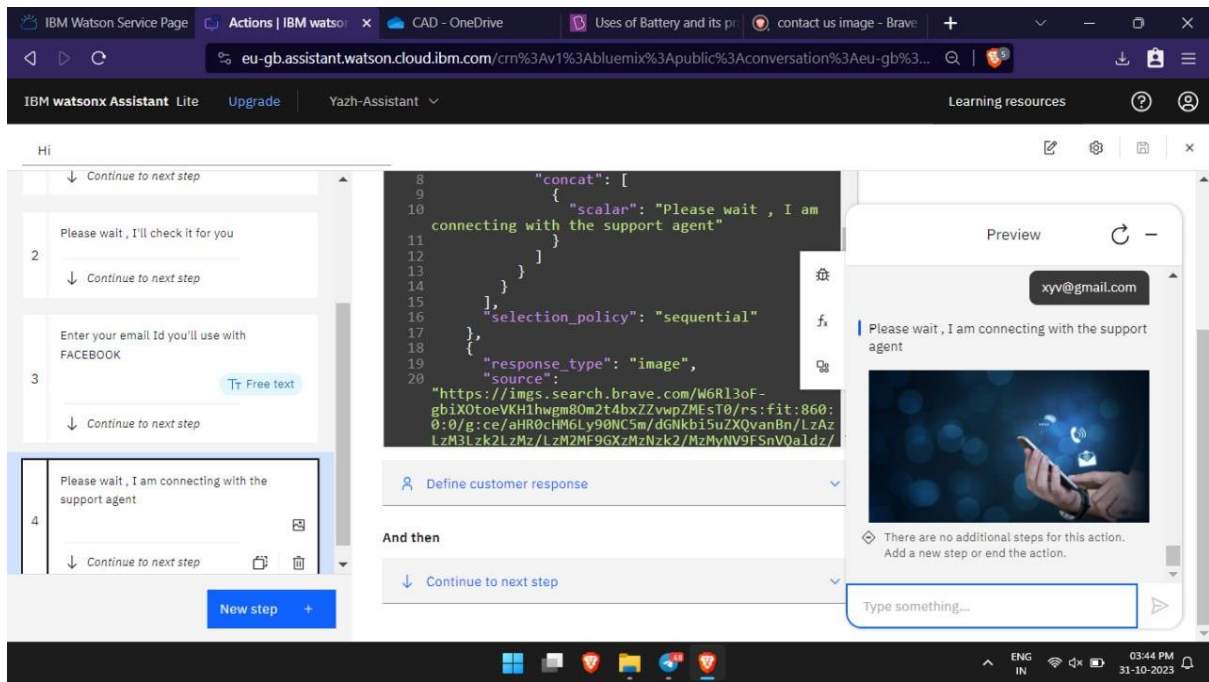 IBM Watson Service Page
Actions | IBM watso
CAD - OneDrive
Uses of Battery and its pr
contact us image - Brave
eu-gb.assistant.watson.cloud.ibm.com/crn%3Av1%3Abluemix%3Apublic%3Aconversation%3Aeu-gb%3...
5
IBM watsonx Assistant Lite
Upgrade
Yazh-Assistant
Learning resources
Hi
Continue to next step
2
Please wait , I'll check it for you
Continue to next step
3
Enter your email Id you'll use with
FACEBOOK
Free text
Continue to next step
4
Please wait , I am connecting with the
support agent
Continue to next step
New step +
8 "concat": [
9 {
10 "scalar": "Please wait , I am
connecting with the support agent"
11 }
12 ]
13 }
14 }
15 ],
16 "selection_policy": "sequential"
17 },
18 {
19 "response_type": "image",
20 "source":
"https://imgs.search.brave.com/W6Rl3oF-
gbiXOtoeVKH1hwgm8Om2t4bxZZvwpZMEsT0/rs:fit:860:
0:0/g:ce/aHR0cHM6Ly90NC5m/dGNkbi5uZXQvanBn/LzAz
LzM3Lzk2LzMz/LzM2MF9GXzMzNzk2/MzMyNV9FSnVQaldz/
Define customer response
And then
Continue to next step
Preview
xyv@gmail.com
Please wait , I am connecting with the support
agent
There are no additional steps for this action.
Add a new step or end the action.
Type something...
ENG
IN
03:44 PM
31-10-2023